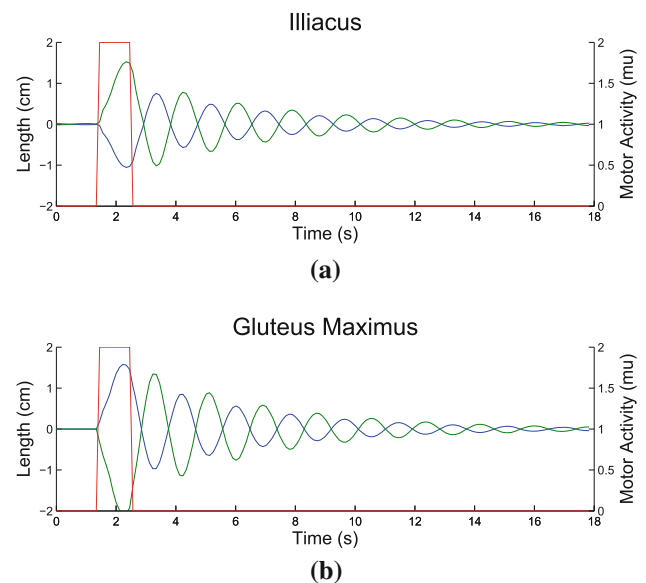 Illiacus
Length (cm)
2
1
0
−1
−2
2
1.5
1
0.5
0
Motor Activity (mu)
0 2 4 6 8 10 12 14 16 18
Time (s)
(a)
Gluteus Maximus
Length (cm)
2
1
0
−1
−2
2
1.5
1
0.5
0
Motor Activity (mu)
0 2 4 6 8 10 12 14 16 18
Time (s)
(b)